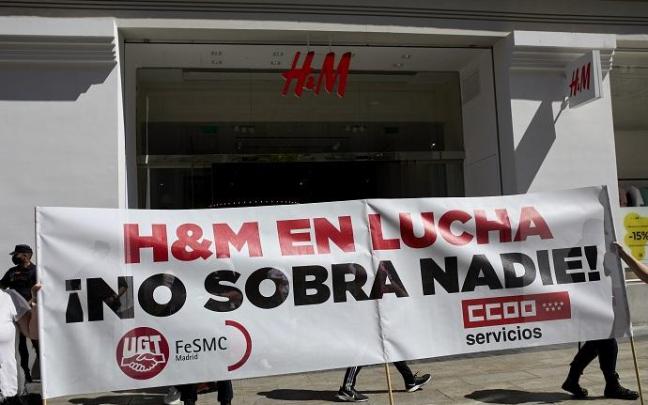 H&M
H&M
-15%
H&M EN LUCHA
¡NO SOBRA NADIE!
UGT
FeSMC
Madrid
CCOO
servicios